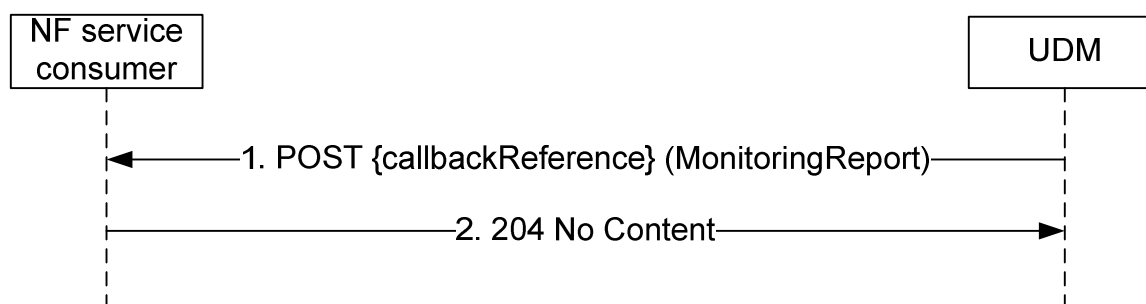 NF service
consumer
UDM
1. POST {callbackReference} (MonitoringReport)
2. 204 No Content